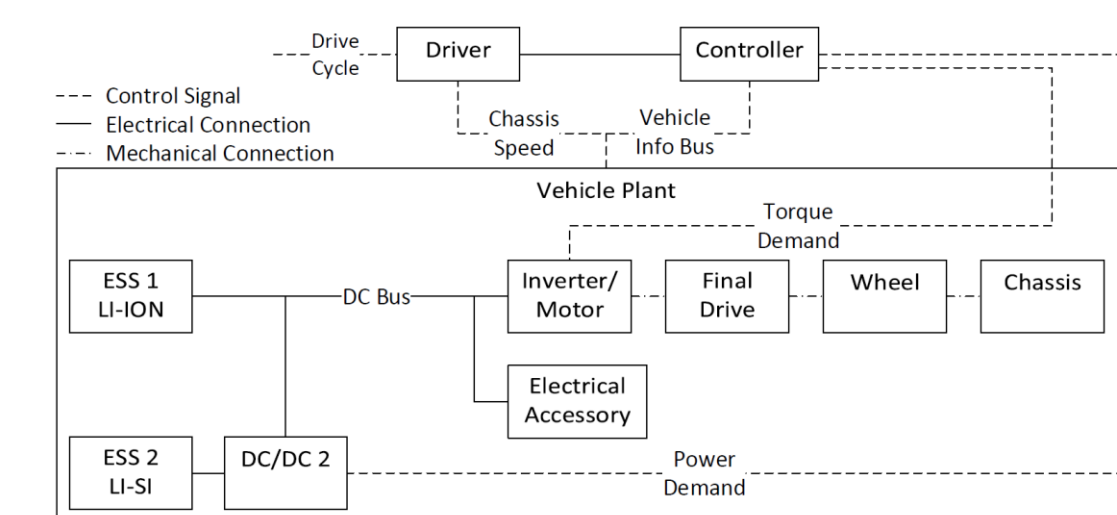 Drive
Cycle
Driver
Controller
Control Signal
Electrical Connection
Mechanical Connection
Chassis
Speed
Vehicle
Info Bus
Vehicle Plant
Torque
Demand
ESS 1
LI-ION
DC Bus
Inverter/
Motor
Final
Drive
Wheel
Chassis
Electrical
Accessory
ESS 2
LI-SI
DC/DC 2
Power
Demand